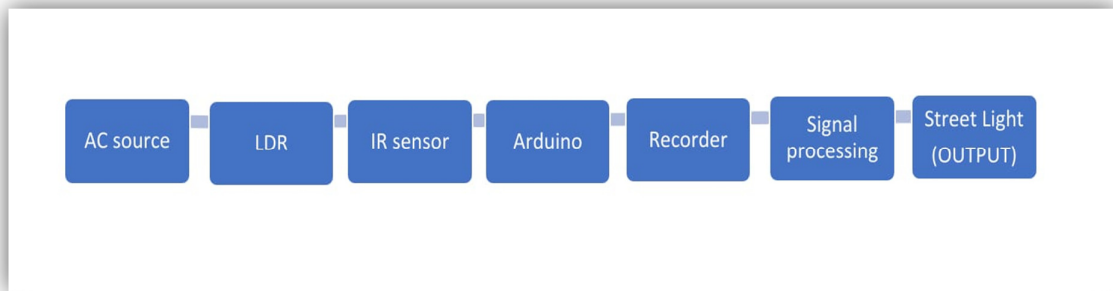 AC source
LDR
IR sensor
Arduino
Recorder
Signal
processing
Street Light
(OUTPUT)